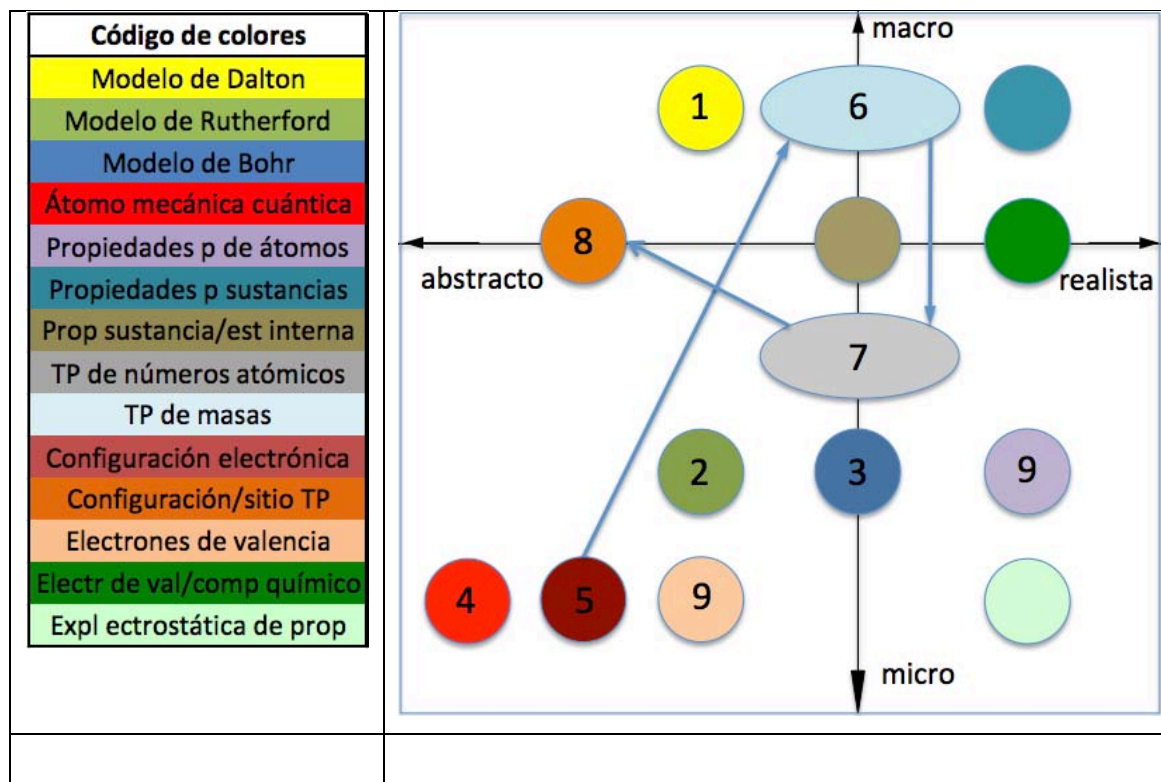 Código de colores
Modelo de Dalton
Modelo de Rutherford
Modelo de Bohr
Átomo mecánica cuántica
Propiedades p de átomos
Propiedades p sustancias
Prop sustancia/est interna
TP de números atómicos
TP de masas
Configuración electrónica
Configuración/sitio TP
Electrones de valencia
Electr de val/comp químico
Expl ectrostática de prop
macro
1
6
8
abstracto
realista
7
2
3
9
4
5
9
micro